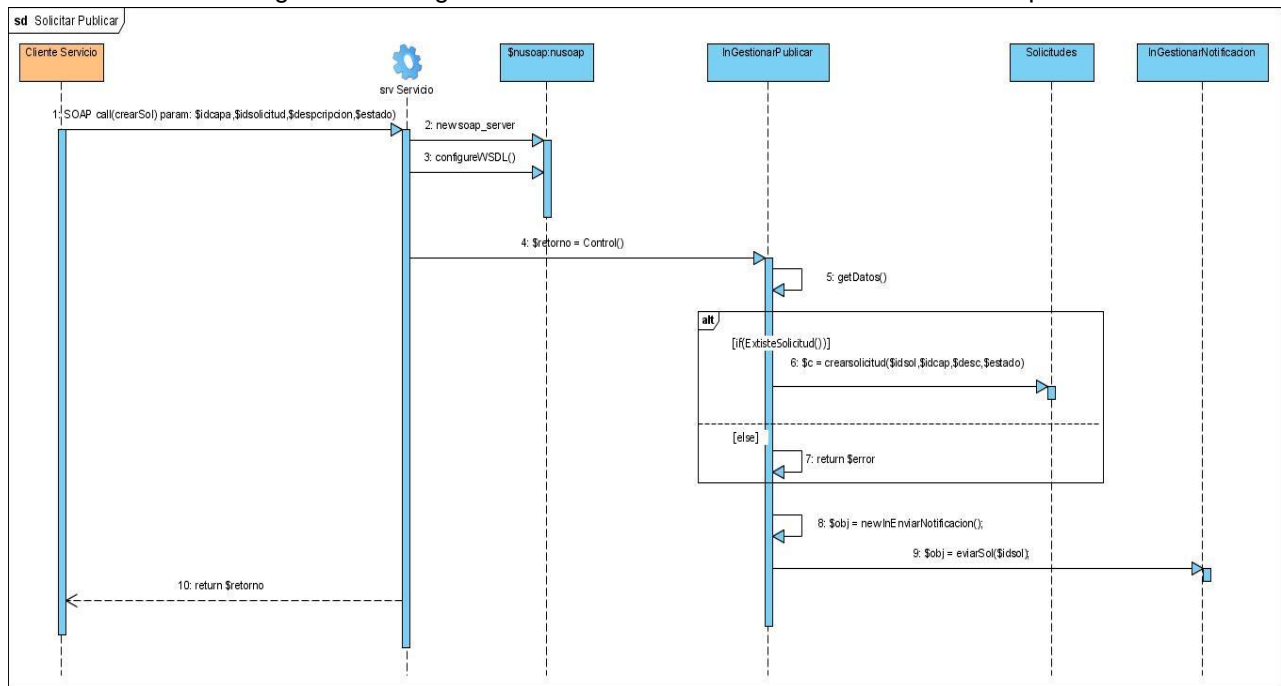 sd Solicitar Publicar
Cliente Servicio
srv Servicio
$nusoap:nusoap
InGestionarPublicar
Solicitudes
InGestionarNotificacion
1: SOAP call(crearSol) param: $idcapa,$idsolicitud,$despcripcion,$estado)
2: new soap_server
3: configureWSDL()
4: $retorno = Control()
5: getDatos()
alt
[if(ExtisteSolicitud())]
6: $c = crearsolicitud($idsol,$idcap,$desc,$estado)
[else]
7: return $error
8: $obj = new InEnviarNotificacion();
9: $obj = eviarSol($idsol);
10: return $retorno